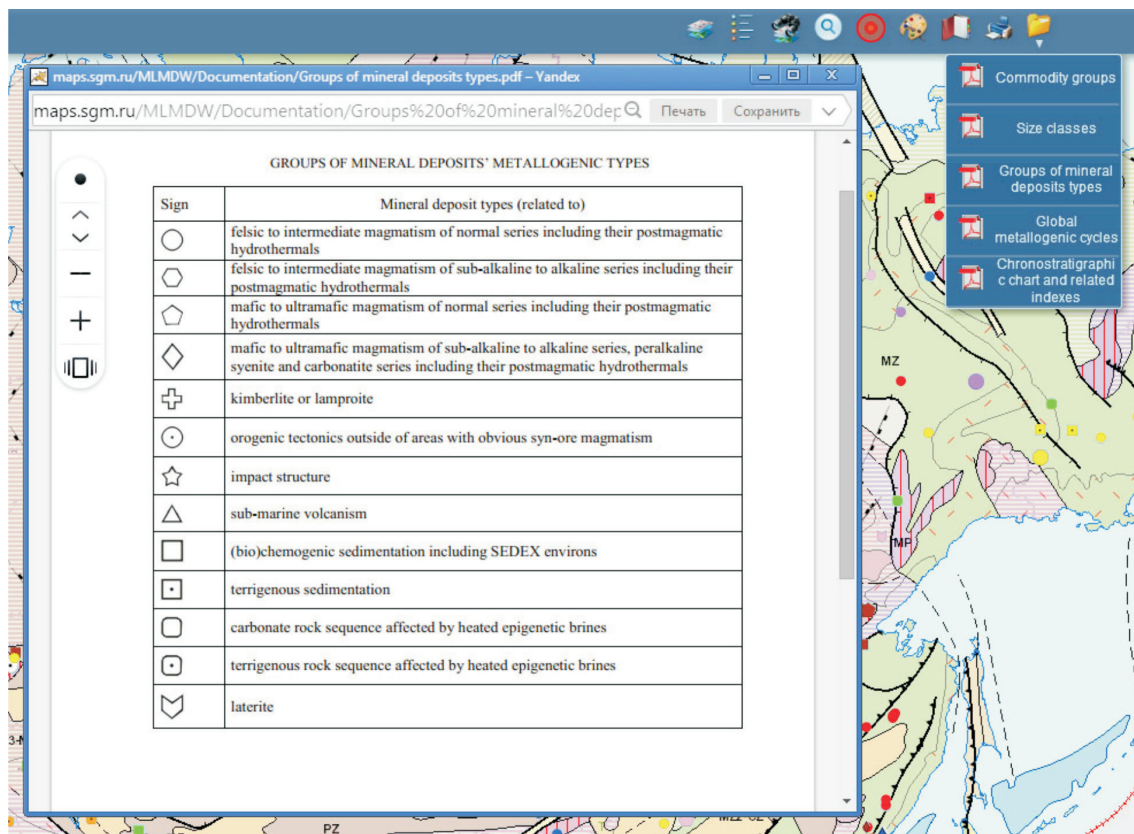 maps.sgm.ru/MLMDW/Documentation/Groups of mineral deposits types.pdf – Yandex
maps.sgm.ru/MLMDW/Documentation/Groups%20of%20mineral%20dep
Печать
Сохранить
GROUPS OF MINERAL DEPOSITS' METALLOGENIC TYPES
Sign
Mineral deposit types (related to)
felsic to intermediate magmatism of normal series including their postmagmatic
hydrothermals
felsic to intermediate magmatism of sub-alkaline to alkaline series including their
postmagmatic hydrothermals
mafic to ultramafic magmatism of normal series including their postmagmatic
hydrothermals
mafic to ultramafic magmatism of sub-alkaline to alkaline series, peralkaline
syenite and carbonatite series including their postmagmatic hydrothermals
kimberlite or lamproite
orogenic tectonics outside of areas with obvious syn-ore magmatism
impact structure
sub-marine volcanism
(bio)chemogenic sedimentation including SEDEX environs
terrigenous sedimentation
carbonate rock sequence affected by heated epigenetic brines
terrigenous rock sequence affected by heated epigenetic brines
laterite
Commodity groups
Size classes
Groups of mineral
deposits types
Global
metallogenic cycles
Chronostratigraphi
c chart and related
indexes
MZ
MP
PZ